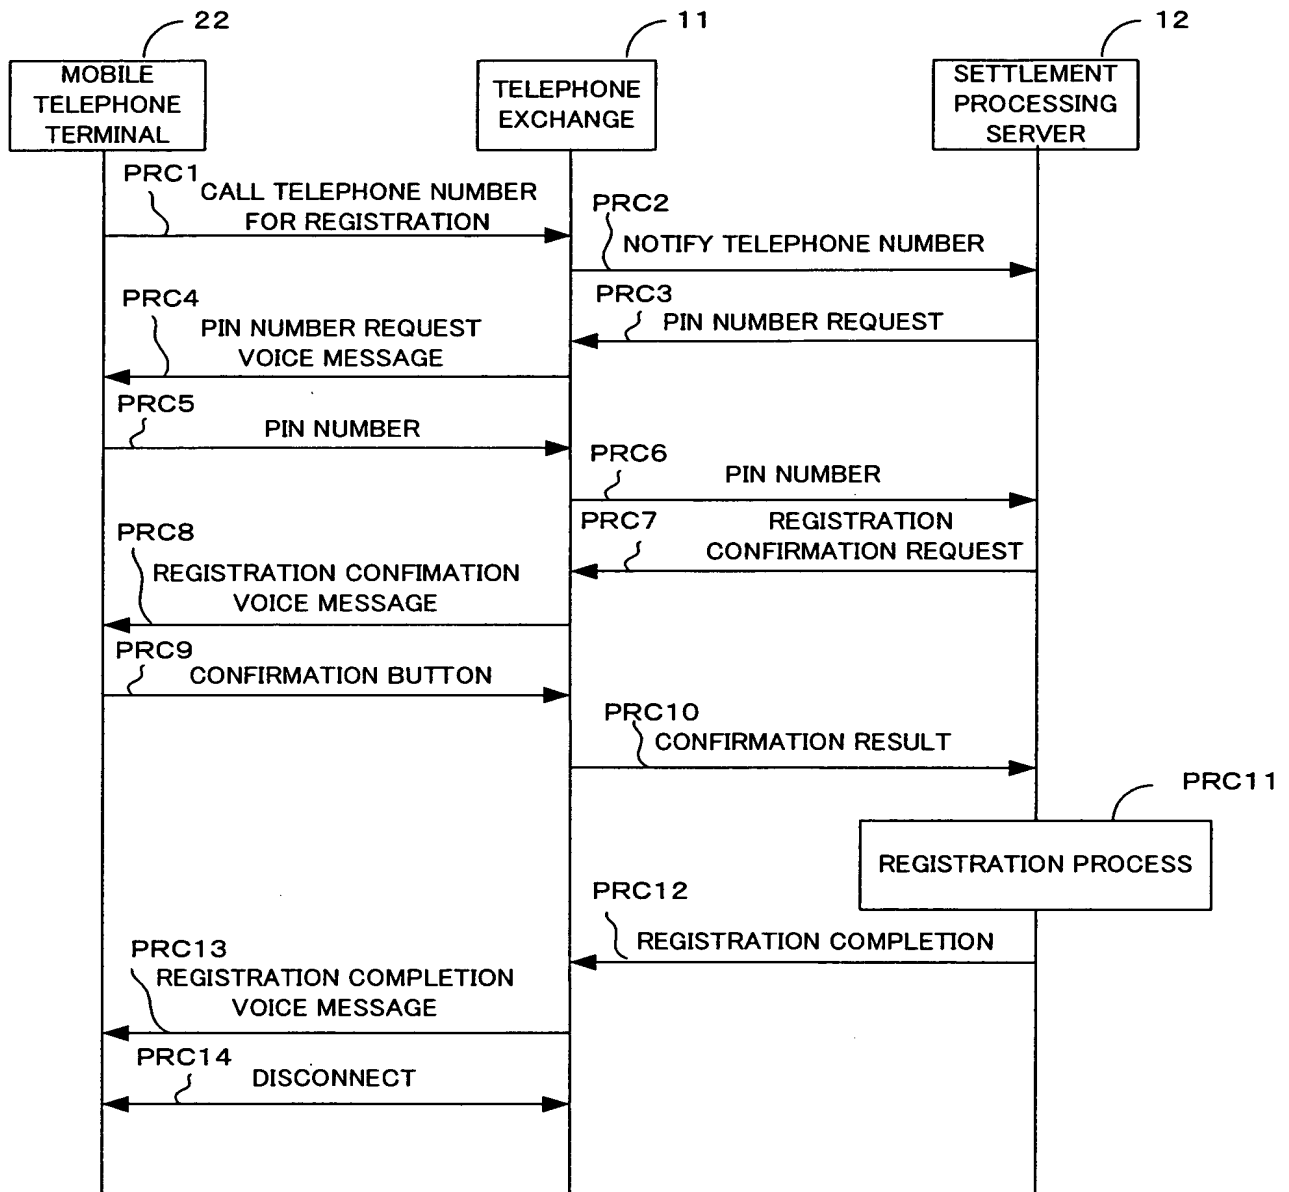 22
11
12
MOBILE
TELEPHONE
TERMINAL
TELEPHONE
EXCHANGE
SETTLEMENT
PROCESSING
SERVER
PRC1
CALL TELEPHONE NUMBER
FOR REGISTRATION
PRC2
NOTIFY TELEPHONE NUMBER
PRC3
PIN NUMBER REQUEST
PRC4
PIN NUMBER REQUEST
VOICE MESSAGE
PRC5
PIN NUMBER
PRC6
PIN NUMBER
PRC7
REGISTRATION
CONFIRMATION REQUEST
PRC8
REGISTRATION CONFIMATION
VOICE MESSAGE
PRC9
CONFIRMATION BUTTON
PRC10
CONFIRMATION RESULT
PRC11
REGISTRATION PROCESS
PRC12
REGISTRATION COMPLETION
PRC13
REGISTRATION COMPLETION
VOICE MESSAGE
PRC14
DISCONNECT